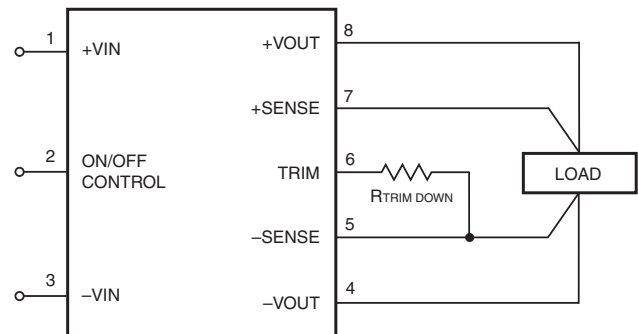 1
+VIN
2
ON/OFF
CONTROL
3
−VIN
+VOUT
8
+SENSE
7
TRIM
6
RTRIM DOWN
−SENSE
5
−VOUT
4
LOAD